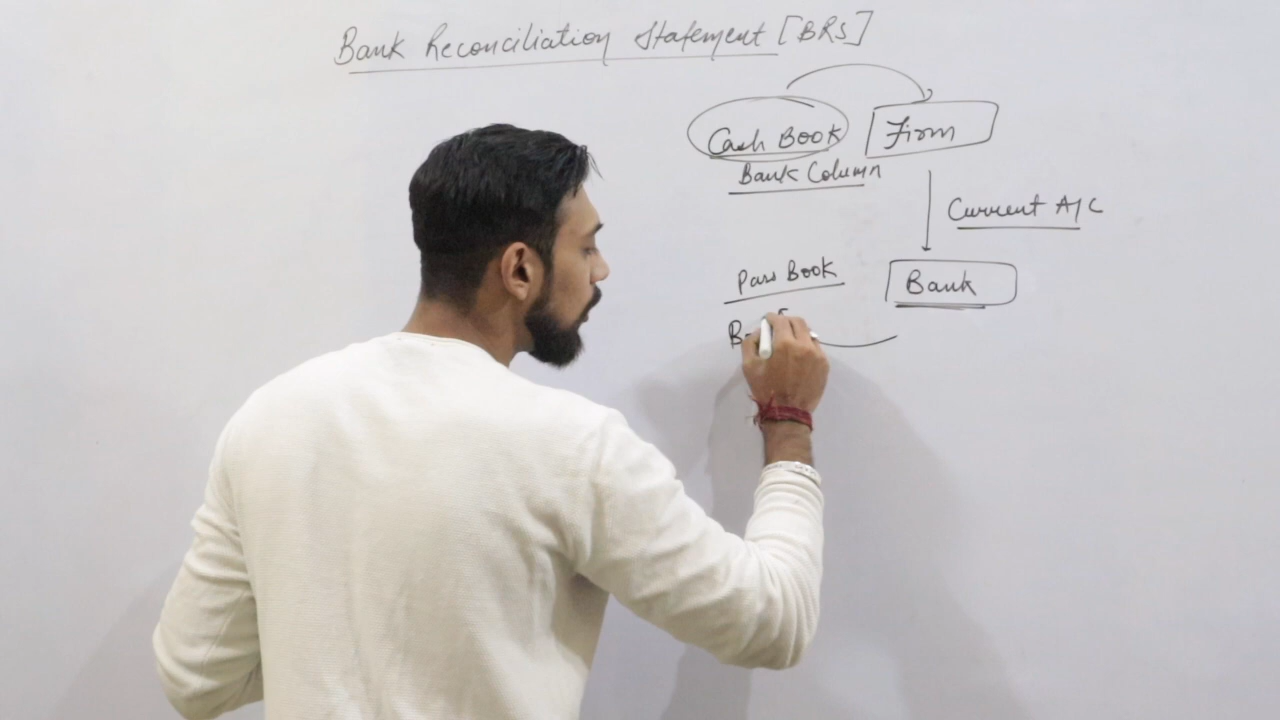 Bank Reconciliation Statement [BRS]
Cash Book
Firm
Bank Column
Current A/C
Pass Book
Bank